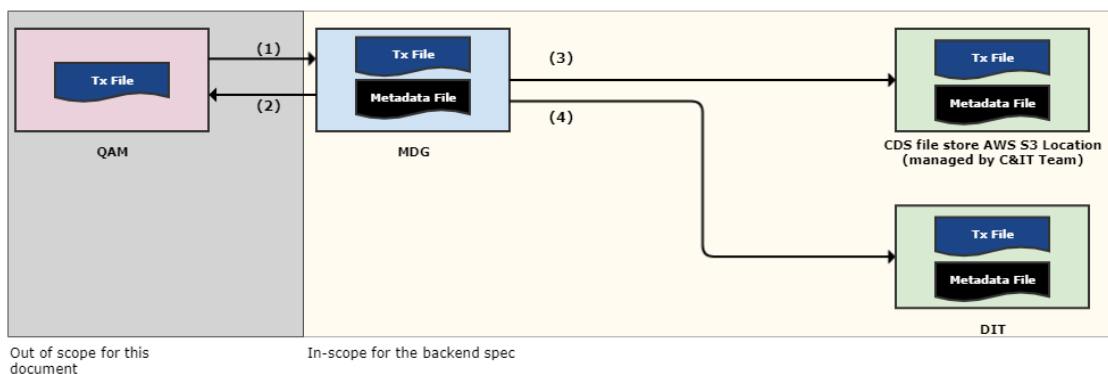 Tx File
QAM
(1)
(2)
Tx File
Metadata File
MDG
(3)
(4)
Tx File
Metadata File
CDS file store AWS S3 Location
(managed by C&IT Team)
Tx File
Metadata File
DIT
Out of scope for this
document
In-scope for the backend spec